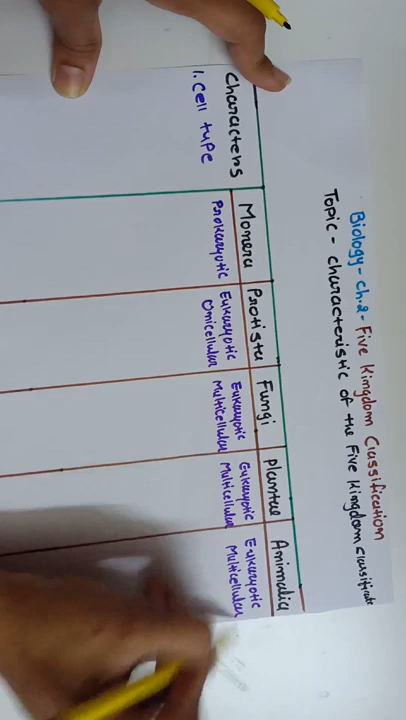 Biology - ch.2 - Five Kingdom Classification
Topic - characteristic of the Five Kingdom classificate
Characters Monera Protista Fungi Plantae Animalia
1. Cell type Prokaryotic Eukaryotic Eukaryotic Eukaryotic Eukaryotic
Unicellular Multicellular Multicellular Multicellular